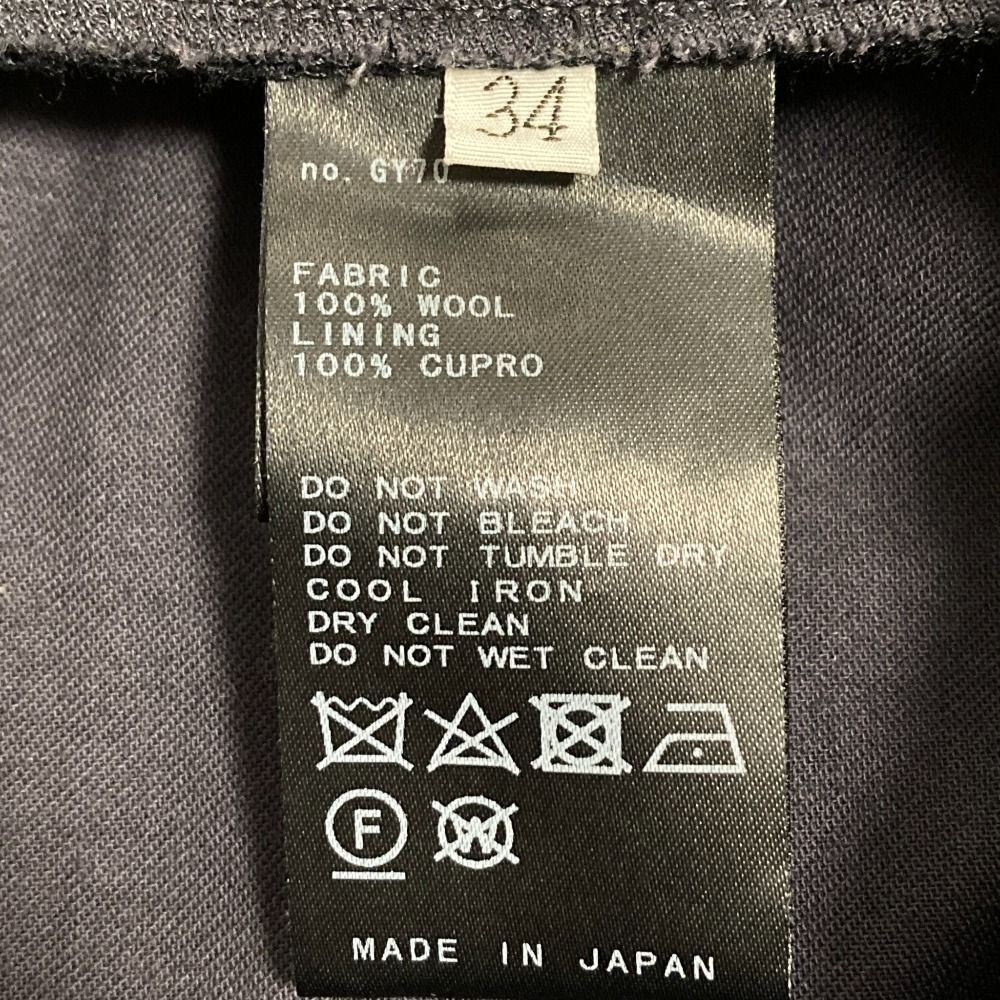 34
no. GY70
FABRIC
100% WOOL
LINING
100% CUPRO
DO NOT WASH
DO NOT BLEACH
DO NOT TUMBLE DRY
COOL IRON
DRY CLEAN
DO NOT WET CLEAN
F
W
MADE IN JAPAN